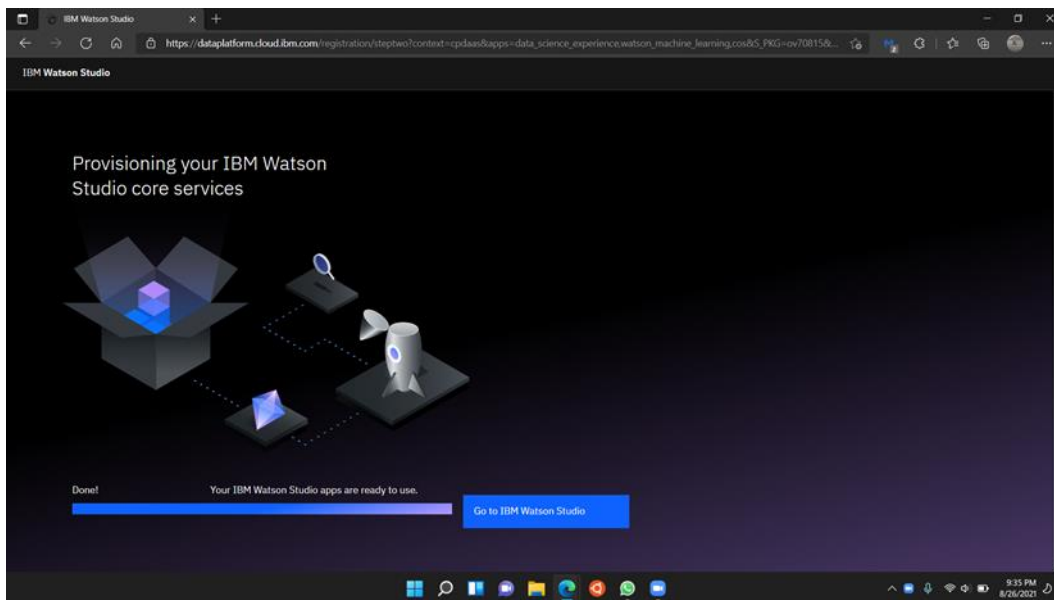 IBM Watson Studio
https://dataplatform.cloud.ibm.com/registration/steptwo?context=cpdaas&apps=data_science_experience,watson_machine_learning,cos&S_PKG=ov70815&...
IBM Watson Studio
Provisioning your IBM Watson
Studio core services
Done! Your IBM Watson Studio apps are ready to use.
Go to IBM Watson Studio
9:35 PM
8/26/2021